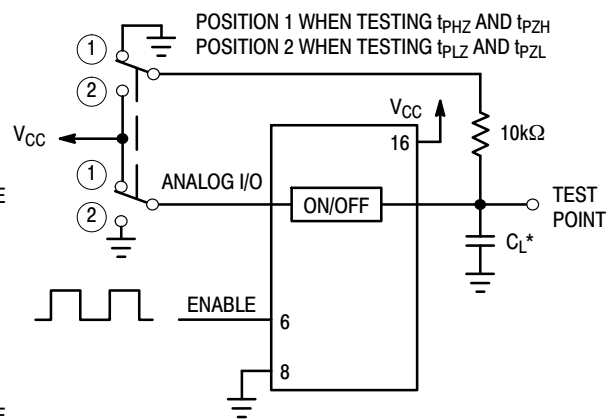 POSITION 1 WHEN TESTING tPHZ AND tPZH
POSITION 2 WHEN TESTING tPLZ AND tPZL
1
2
VCC
VCC
16
10kΩ
1
ANALOG I/O
ON/OFF
TEST
POINT
2
CL*
ENABLE
6
8
E
E